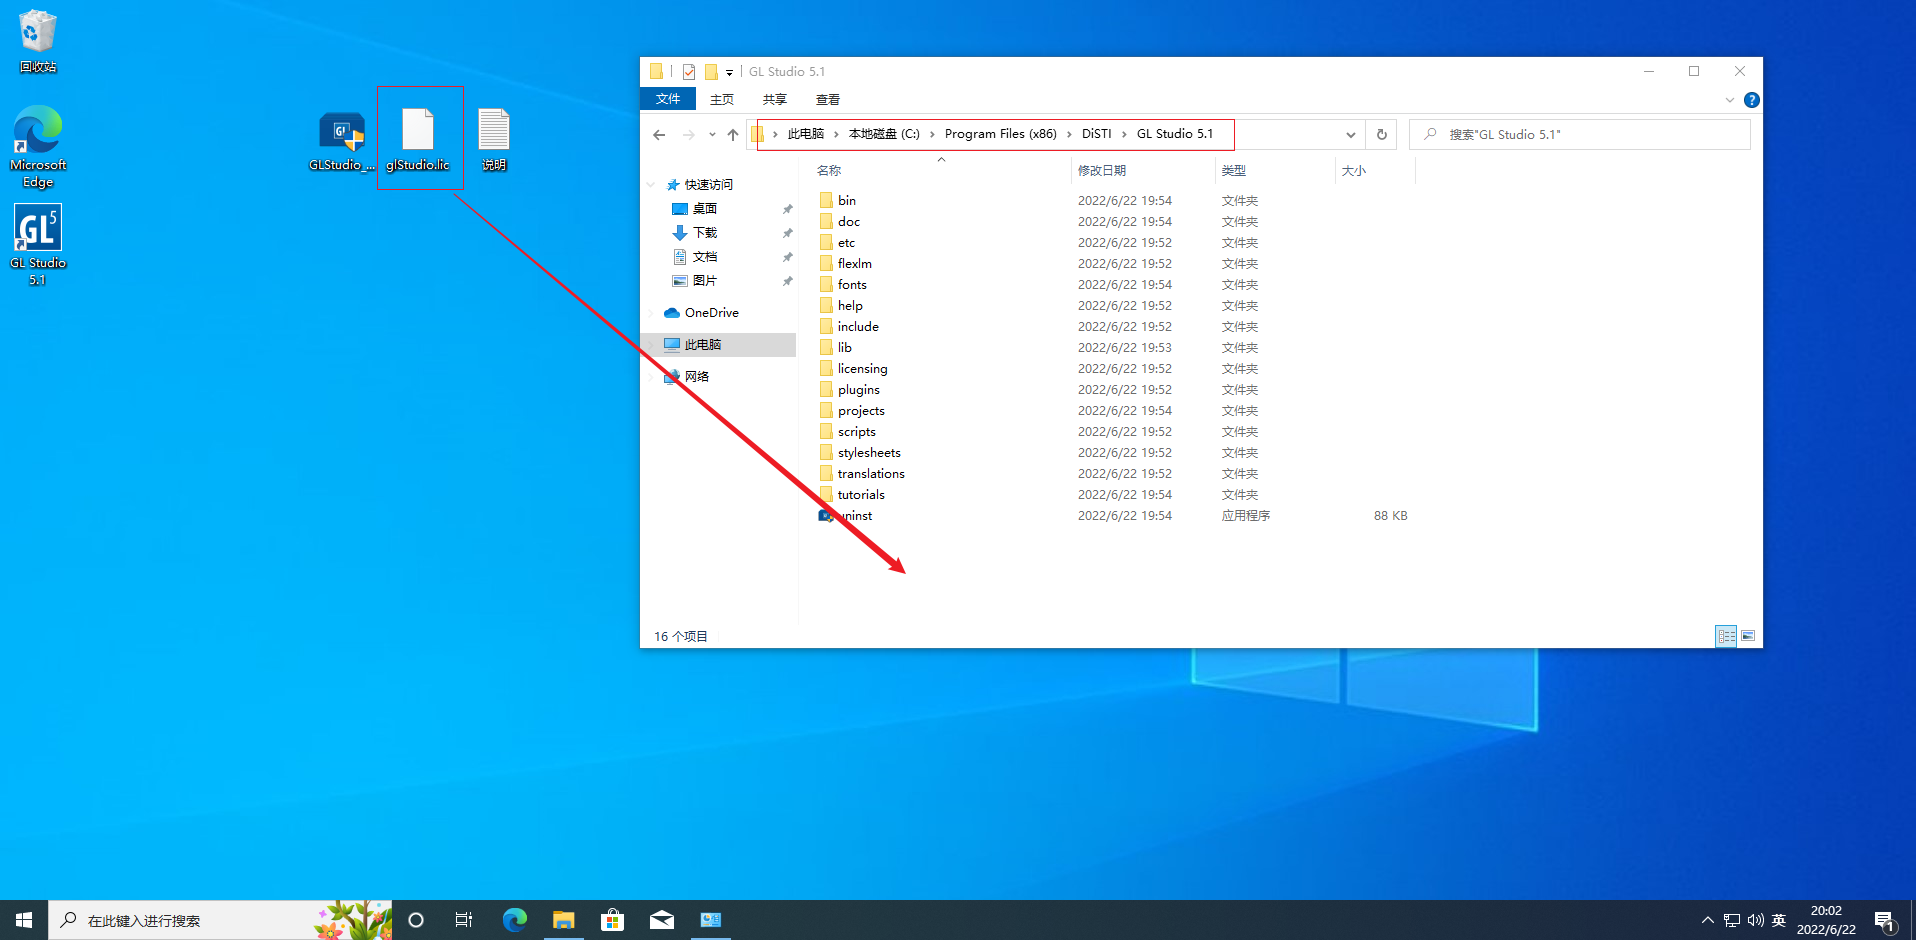 回收站
Microsoft
Edge
GL 5
GL Studio
5.1
GL
GLStudio_...
glStudio.lic
说明
GL Studio 5.1
文件 主页 共享 查看
此电脑 本地磁盘 (C:) Program Files (x86) DiSTI GL Studio 5.1
搜索"GL Studio 5.1"
快速访问
桌面
下载
文档
图片
OneDrive
此电脑
网络
名称 修改日期 类型 大小
bin 2022/6/22 19:54 文件夹
doc 2022/6/22 19:54 文件夹
etc 2022/6/22 19:52 文件夹
flexlm 2022/6/22 19:52 文件夹
fonts 2022/6/22 19:54 文件夹
help 2022/6/22 19:52 文件夹
include 2022/6/22 19:52 文件夹
lib 2022/6/22 19:53 文件夹
licensing 2022/6/22 19:52 文件夹
plugins 2022/6/22 19:52 文件夹
projects 2022/6/22 19:54 文件夹
scripts 2022/6/22 19:52 文件夹
stylesheets 2022/6/22 19:52 文件夹
translations 2022/6/22 19:52 文件夹
tutorials 2022/6/22 19:54 文件夹
uninst 2022/6/22 19:54 应用程序 88 KB
16 个项目
在此键入进行搜索
英
20:02
2022/6/22
1